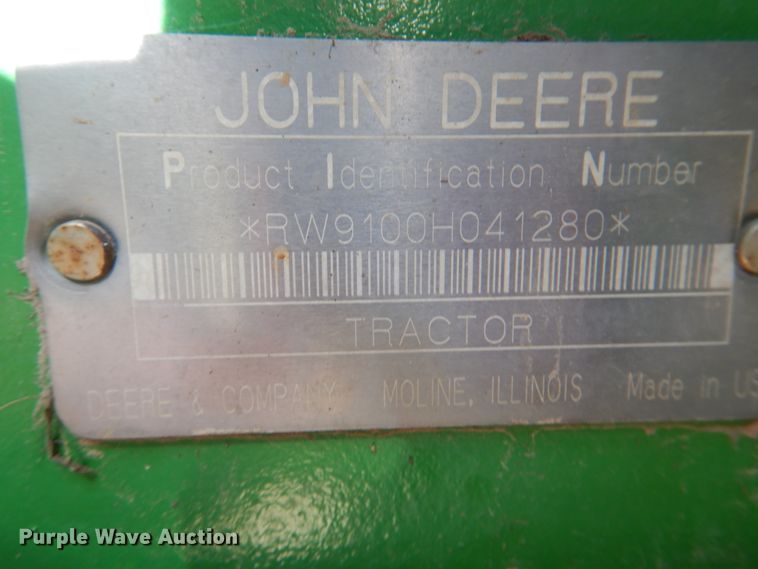 JOHN DEERE
Product Identification Number
*RW9100H041280*
TRACTOR
DEERE & COMPANY MOLINE, ILLINOIS Made in US
Purple Wave Auction